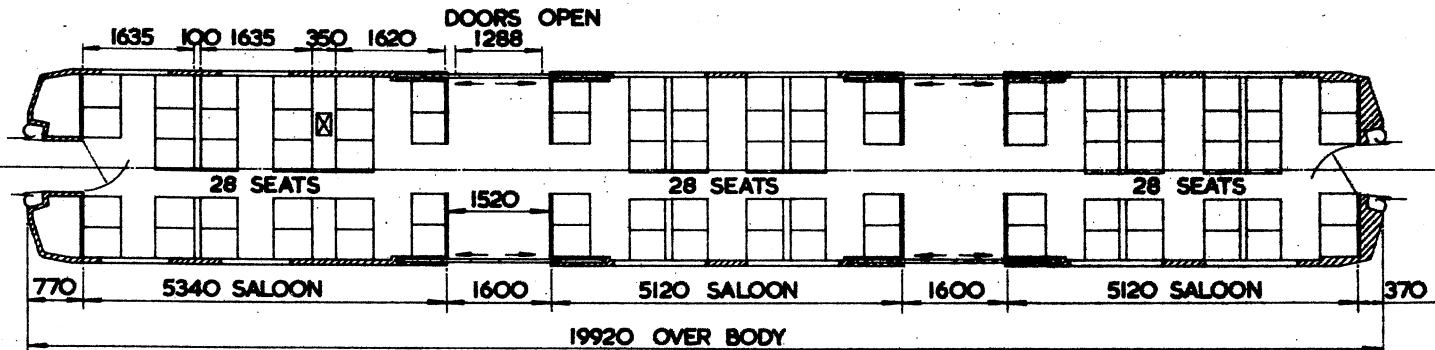 DOORS OPEN
1635 100 1635 350 1620 1288
28 SEATS 28 SEATS 28 SEATS
1520
770 5340 SALOON 1600 5120 SALOON 1600 5120 SALOON 370
19920 OVER BODY